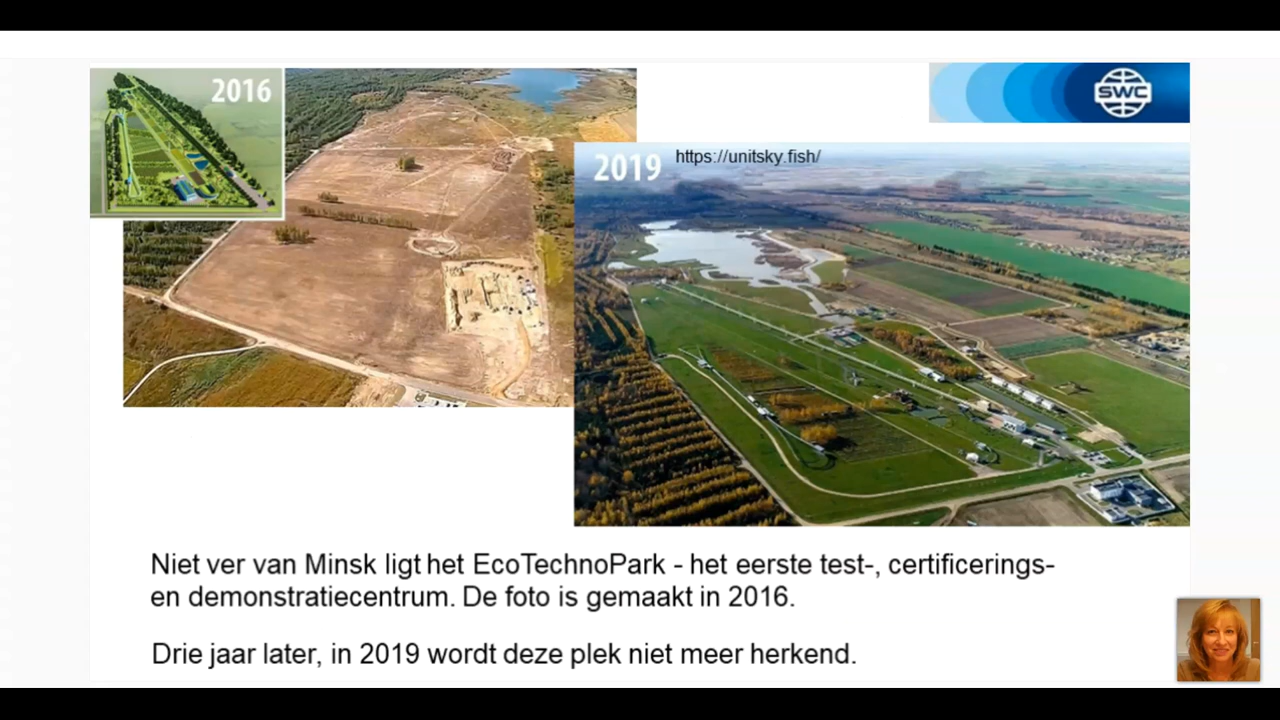 2016
SWC
2019 https://unitsky.fish/
Niet ver van Minsk ligt het EcoTechnoPark - het eerste test-, certificerings-
en demonstratiecentrum. De foto is gemaakt in 2016.
Drie jaar later, in 2019 wordt deze plek niet meer herkend.